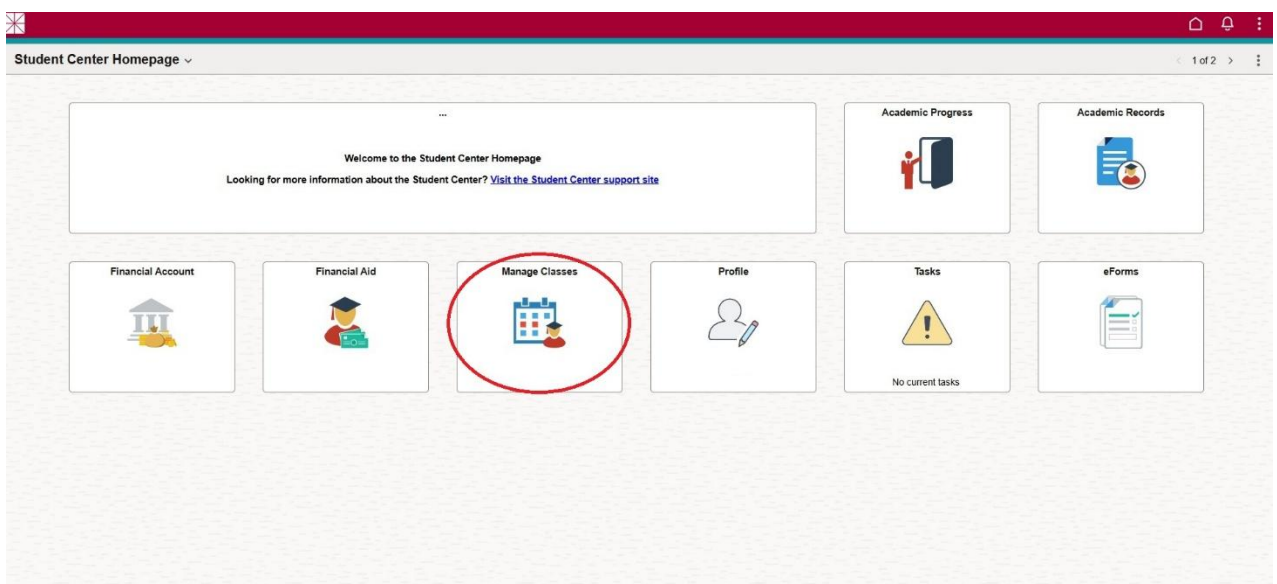 Student Center Homepage
1 of 2
...
Welcome to the Student Center Homepage
Looking for more information about the Student Center? Visit the Student Center support site
Academic Progress
Academic Records
Financial Account
Financial Aid
Manage Classes
Profile
Tasks
No current tasks
eForms